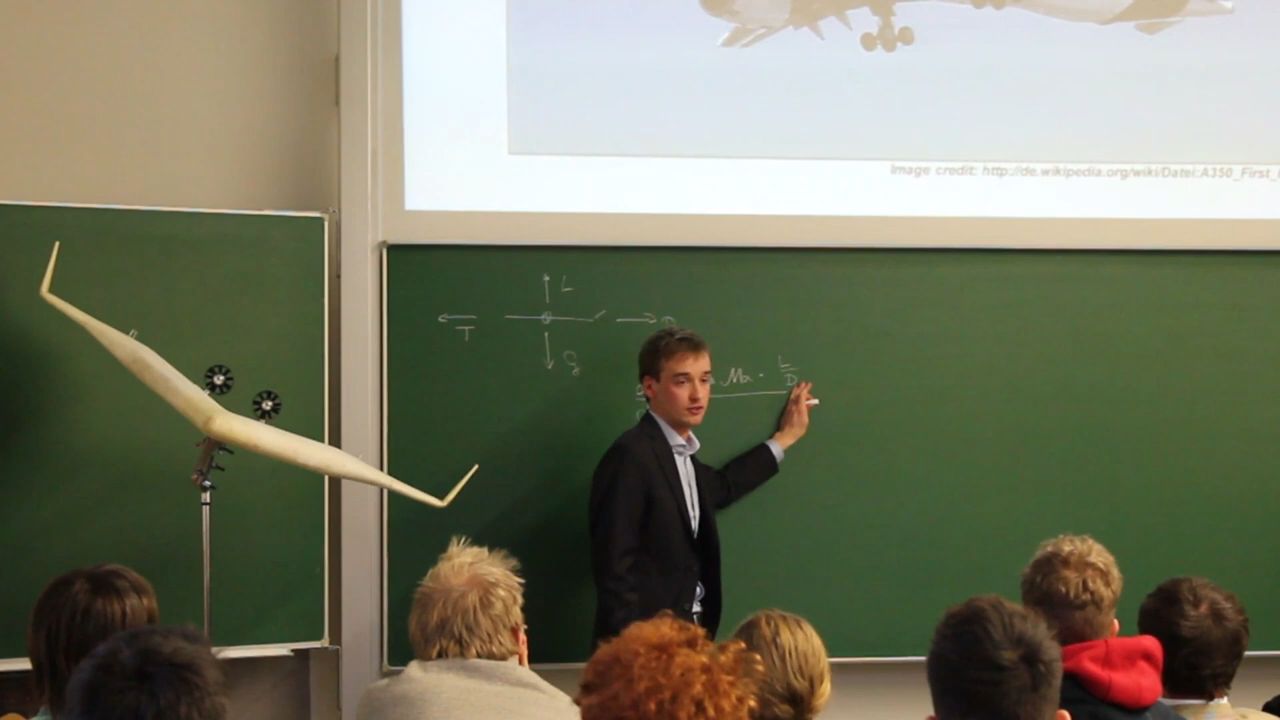 Image credit: http://de.wikipedia.org/wiki/Datei:A350_First_
L
T
D
g
Ma · L
D